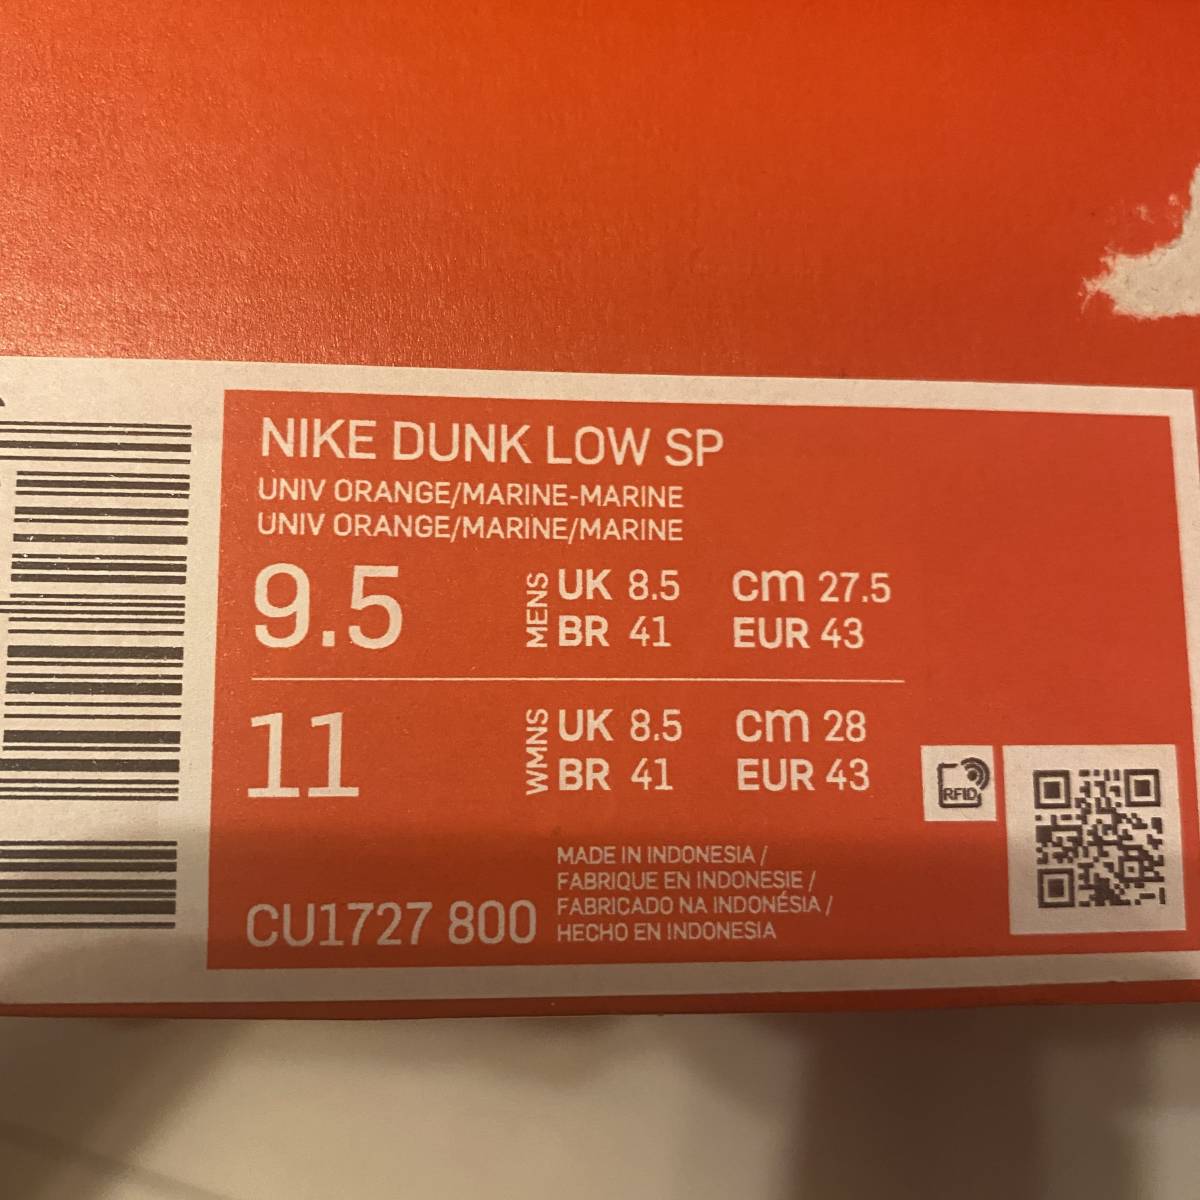 NIKE DUNK LOW SP
UNIV ORANGE/MARINE-MARINE
UNIV ORANGE/MARINE/MARINE
9.5 MENS UK 8.5 cm 27.5
BR 41 EUR 43
11 WMNS UK 8.5 cm 28
BR 41 EUR 43
RFID
MADE IN INDONESIA /
FABRIQUE EN INDONESIE /
FABRICADO NA INDONÉSIA /
HECHO EN INDONESIA
CU1727 800